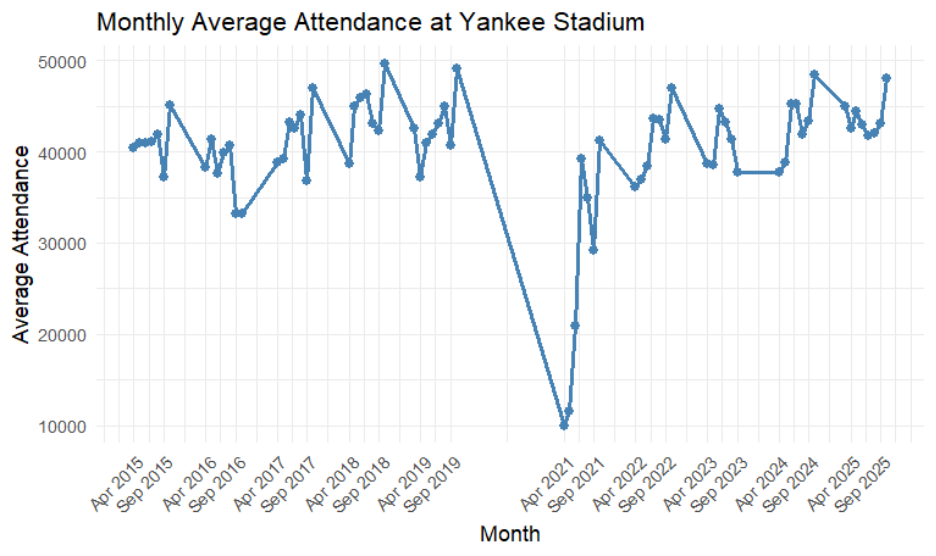 Monthly Average Attendance at Yankee Stadium
Average Attendance
50000
40000
30000
20000
10000
Apr 2015
Sep 2015
Apr 2016
Sep 2016
Apr 2017
Sep 2017
Apr 2018
Sep 2018
Apr 2019
Sep 2019
Apr 2021
Sep 2021
Apr 2022
Sep 2022
Apr 2023
Sep 2023
Apr 2024
Sep 2024
Apr 2025
Sep 2025
Month